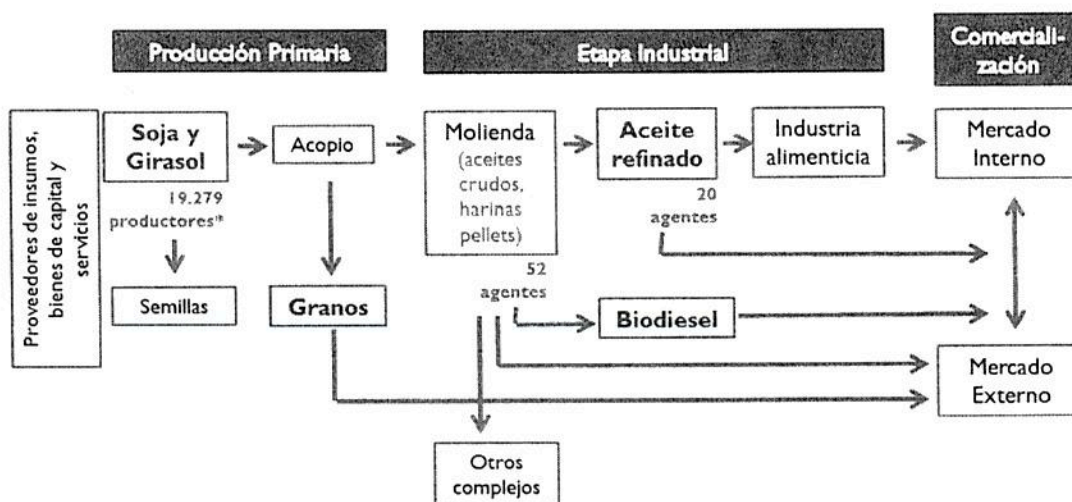 Producción Primaria
Etapa Industrial
Comerciali-
zación
Proveedores de insumos,
bienes de capital y
servicios
Soja y
Girasol
19.279
productores*
Semillas
Acopio
Granos
Molienda
(aceites
crudos,
harinas
pellets)
52
agentes
Aceite
refinado
20
agentes
Industria
alimenticia
Biodiesel
Otros
complejos
Mercado
Interno
Mercado
Externo